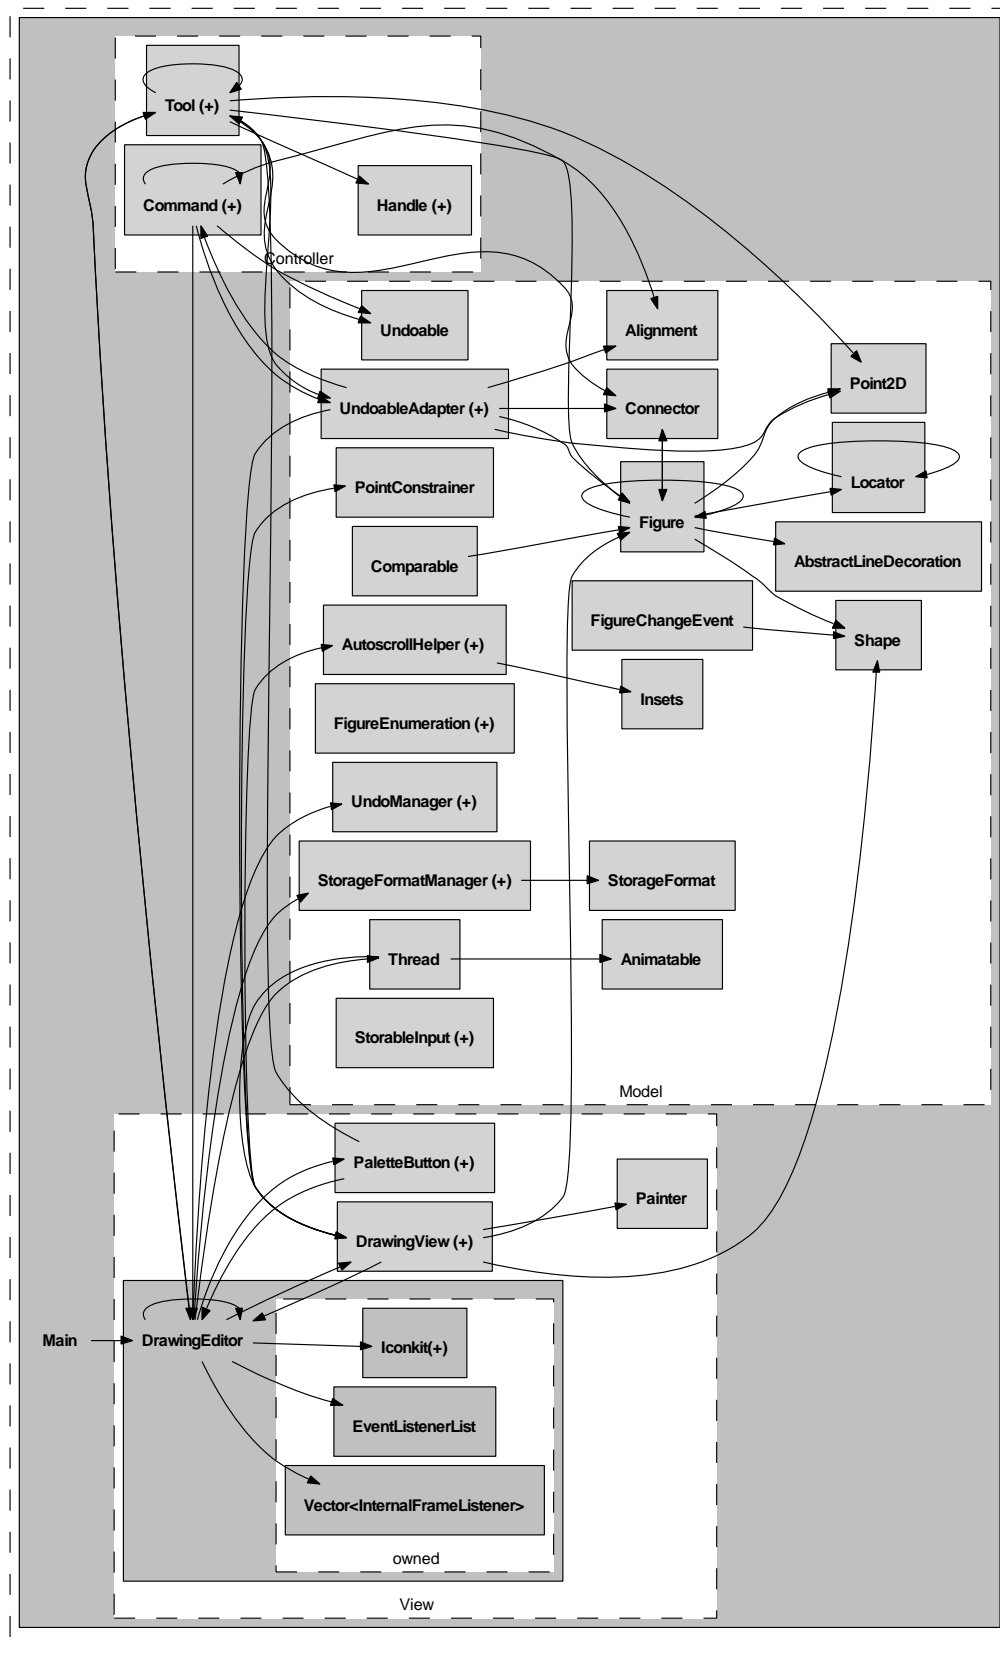 Tool (+)
Command (+)
Handle (+)
Controller
Undoable
Alignment
UndoableAdapter (+)
Connector
Point2D
PointConstrainer
Figure
Locator
Comparable
AbstractLineDecoration
AutoscrollHelper (+)
FigureChangeEvent
Shape
Insets
FigureEnumeration (+)
UndoManager (+)
StorageFormatManager (+)
StorageFormat
Thread
Animatable
StorableInput (+)
Model
PaletteButton (+)
Painter
DrawingView (+)
Main
DrawingEditor
Iconkit(+)
EventListenerList
Vector<InternalFrameListener>
owned
View